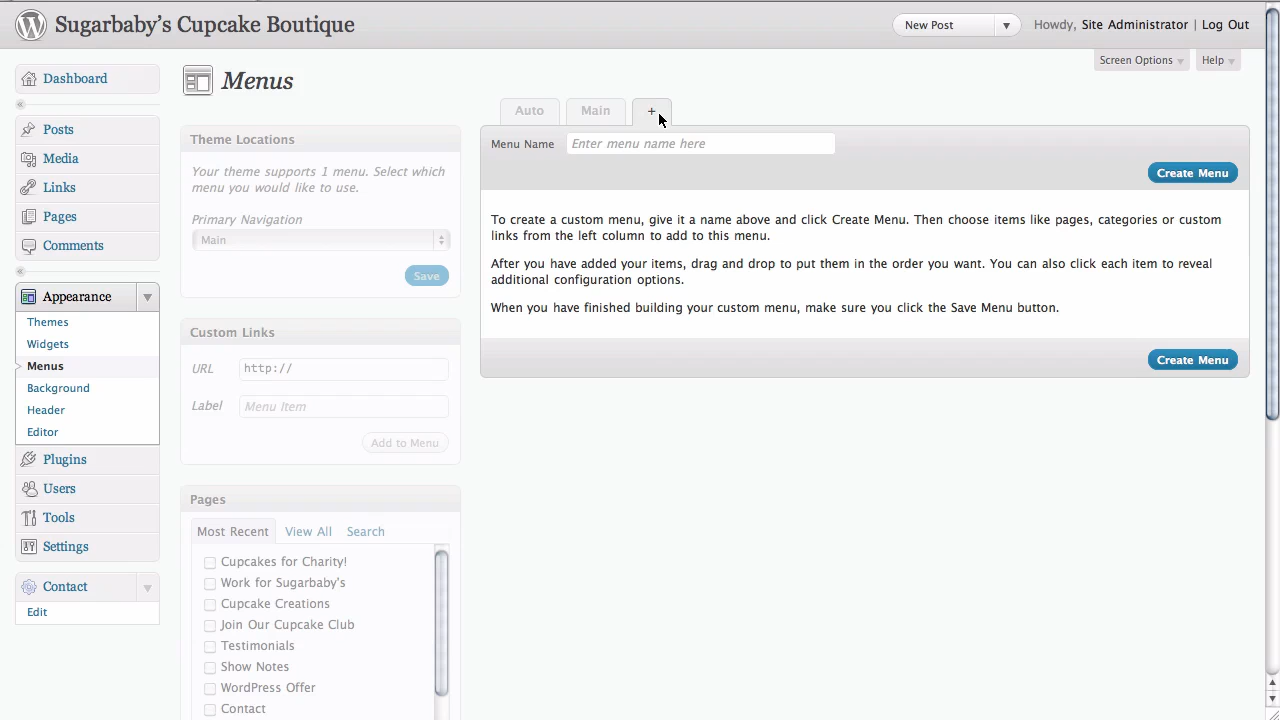 Sugarbaby's Cupcake Boutique
New Post
Howdy, Site Administrator | Log Out
Screen Options
Help
Dashboard
Posts
Media
Links
Pages
Comments
Appearance
Themes
Widgets
Menus
Background
Header
Editor
Plugins
Users
Tools
Settings
Contact
Edit
Menus
Theme Locations
Your theme supports 1 menu. Select which
menu you would like to use.
Primary Navigation
Main
Save
Custom Links
URL http://
Label Menu Item
Add to Menu
Pages
Most Recent View All Search
Cupcakes for Charity!
Work for Sugarbaby's
Cupcake Creations
Join Our Cupcake Club
Testimonials
Show Notes
WordPress Offer
Contact
Auto Main +
Menu Name Enter menu name here
Create Menu
To create a custom menu, give it a name above and click Create Menu. Then choose items like pages, categories or custom
links from the left column to add to this menu.
After you have added your items, drag and drop to put them in the order you want. You can also click each item to reveal
additional configuration options.
When you have finished building your custom menu, make sure you click the Save Menu button.
Create Menu